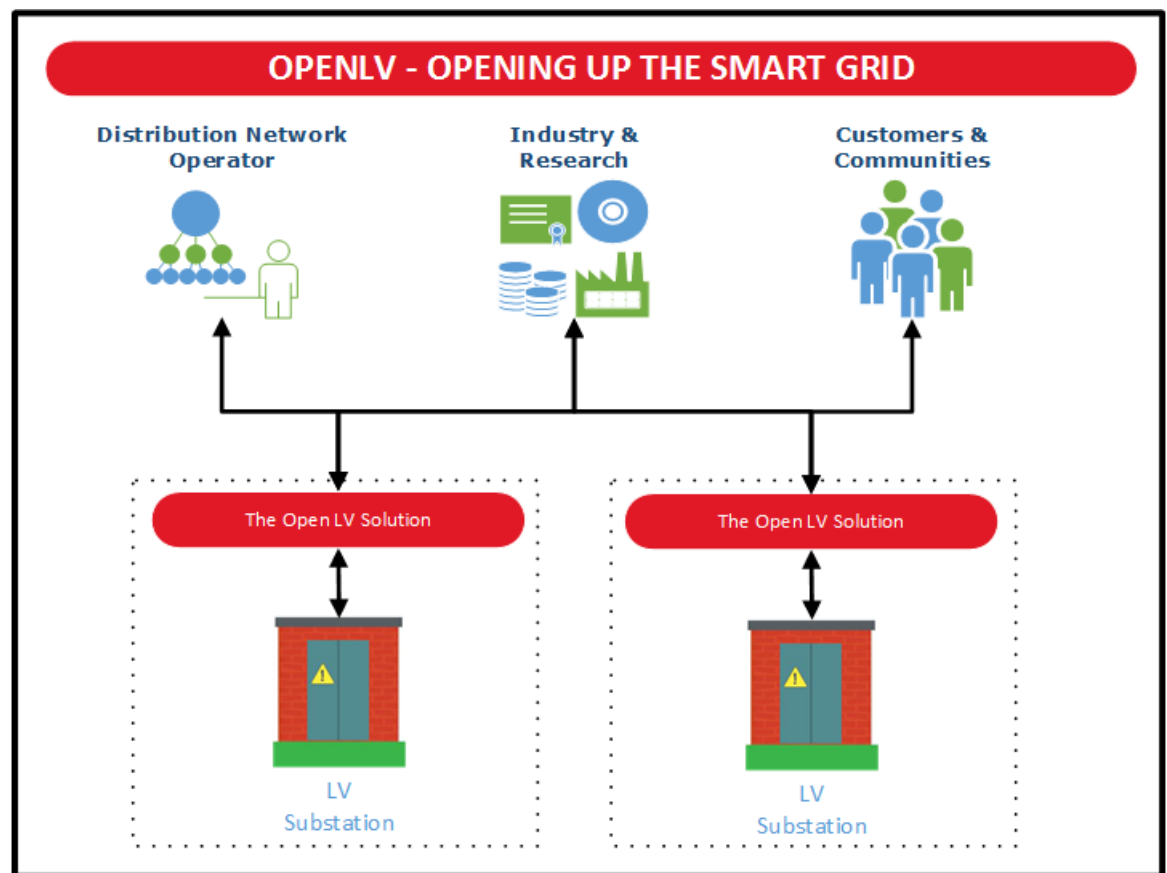 OPENLV - OPENING UP THE SMART GRID
Distribution Network
Operator
Industry &
Research
Customers &
Communities
The Open LV Solution
The Open LV Solution
LV
Substation
LV
Substation